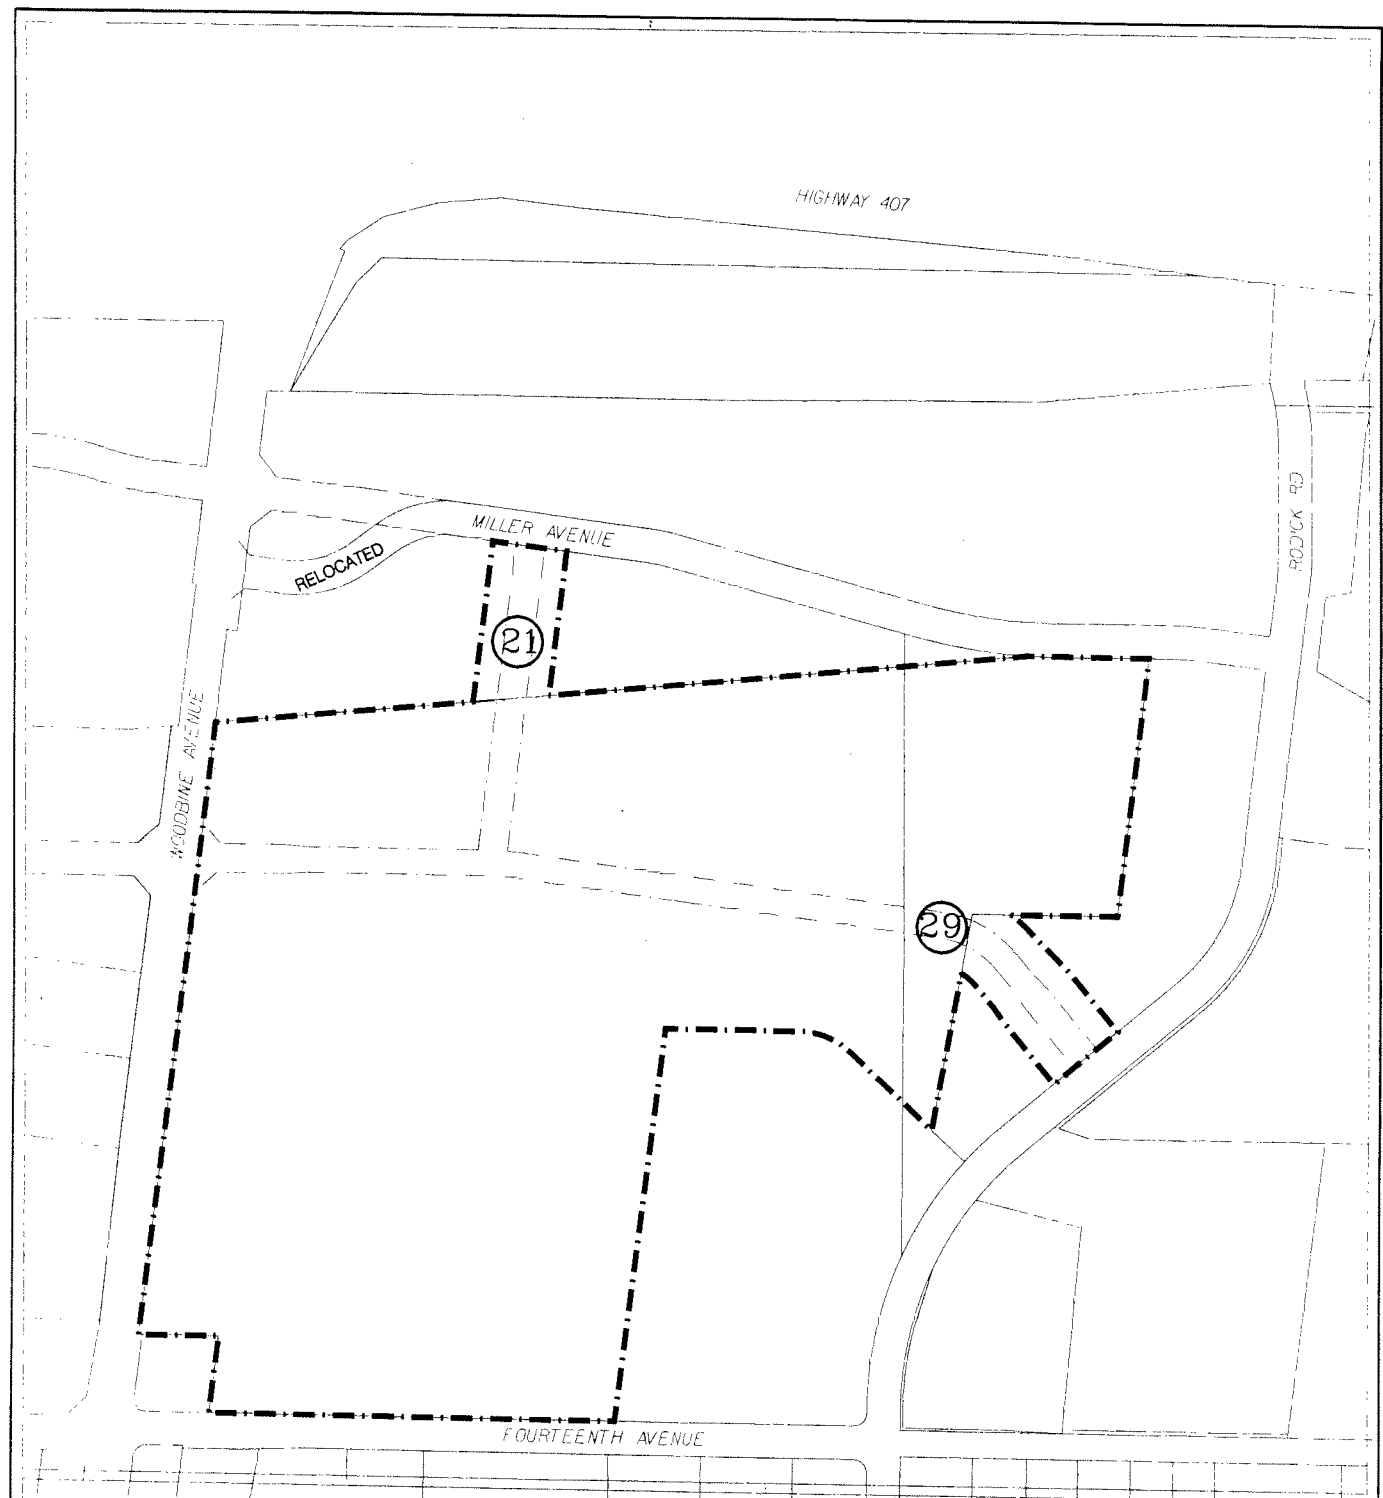 HIGHWAY 407
RODICK RD
MILLER AVENUE
RELOCATED
21
WOODBINE AVENUE
29
FOURTEENTH AVENUE